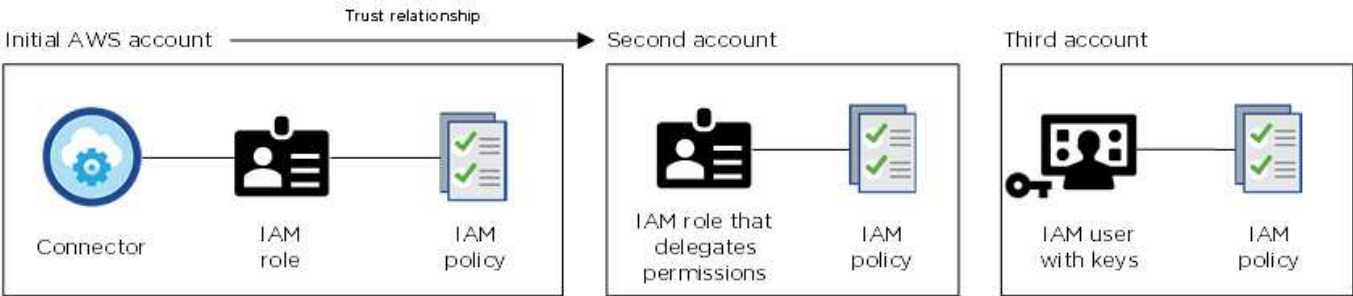 Trust relationship
Initial AWS account
Second account
Third account
Connector
IAM
role
IAM
policy
IAM role that
delegates
permissions
IAM
policy
IAM user
with keys
IAM
policy